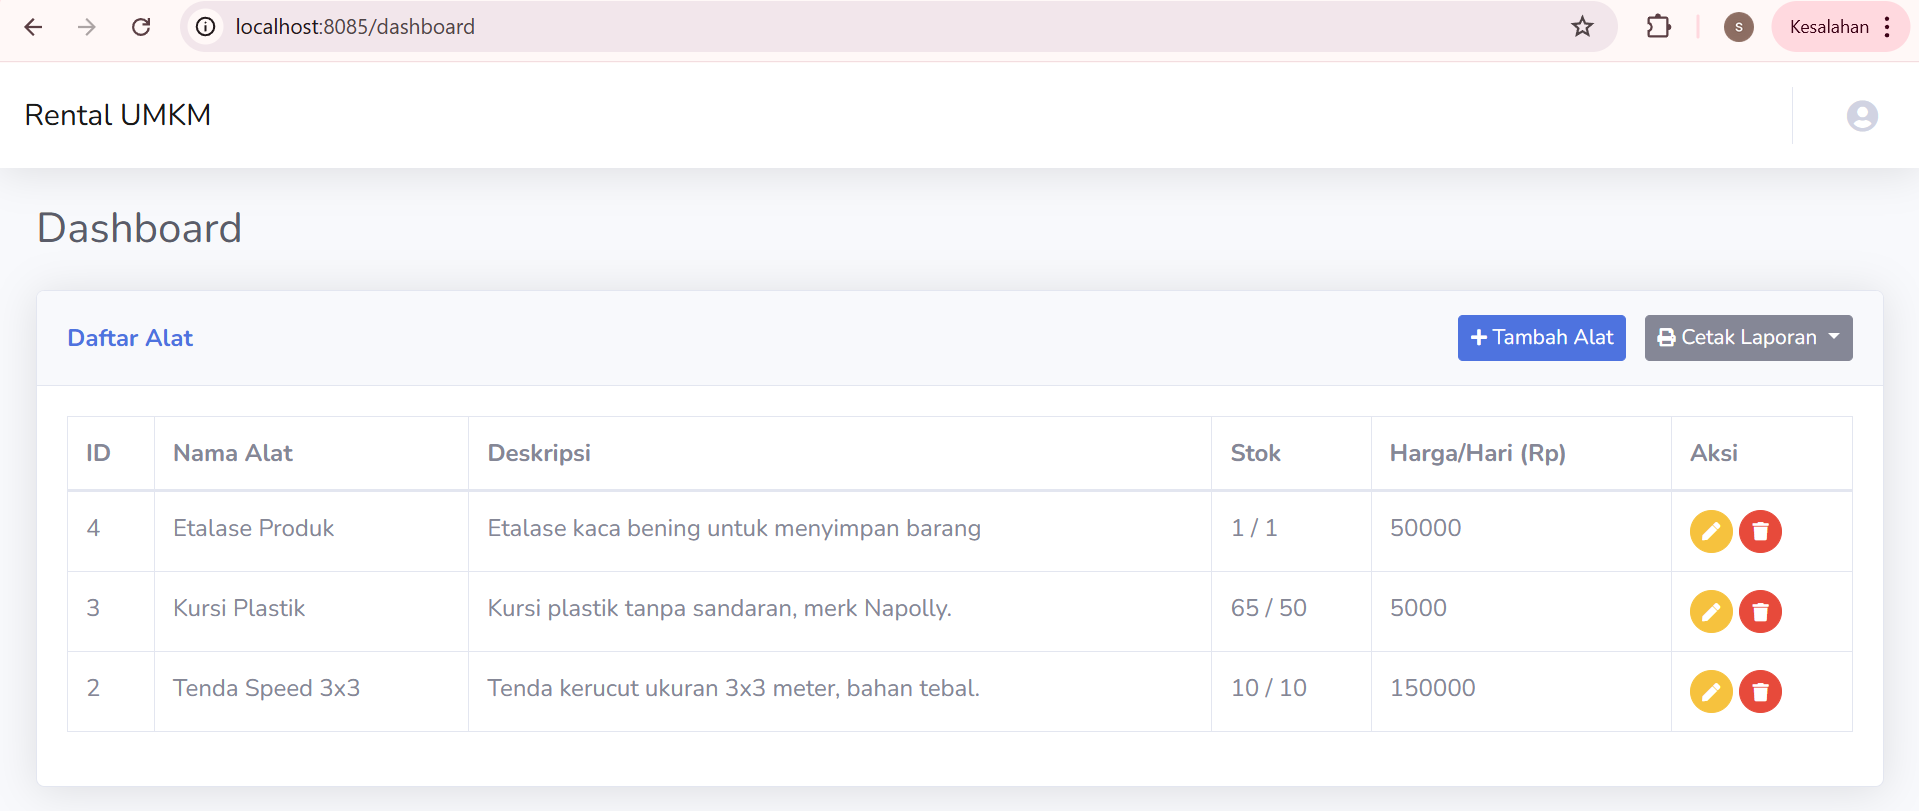 localhost:8085/dashboard
S
Kesalahan
Rental UMKM
Dashboard
Daftar Alat
Tambah Alat
Cetak Laporan
ID Nama Alat Deskripsi Stok Harga/Hari (Rp) Aksi
4 Etalase Produk Etalase kaca bening untuk menyimpan barang 1 / 1 50000
3 Kursi Plastik Kursi plastik tanpa sandaran, merk Napolly. 65 / 50 5000
2 Tenda Speed 3x3 Tenda kerucut ukuran 3x3 meter, bahan tebal. 10 / 10 150000